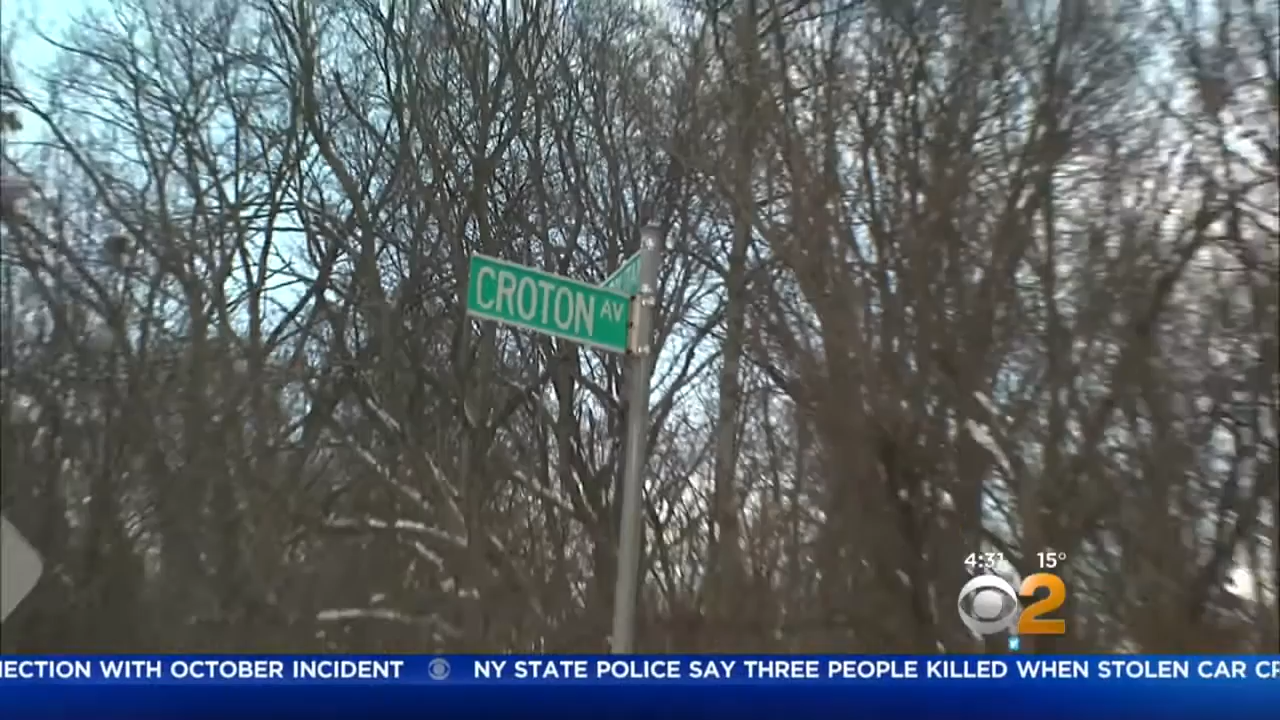 CROTON AV
4:31 15°
2
NECTION WITH OCTOBER INCIDENT NY STATE POLICE SAY THREE PEOPLE KILLED WHEN STOLEN CAR CR